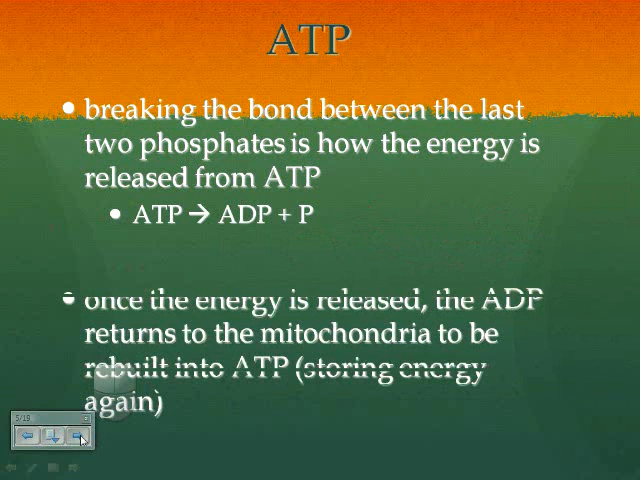 ATP
• breaking the bond between the last
two phosphates is how the energy is
released from ATP
• ATP → ADP + P
• once the energy is released, the ADP
returns to the mitochondria to be
rebuilt into ATP (storing energy
again)
5/19